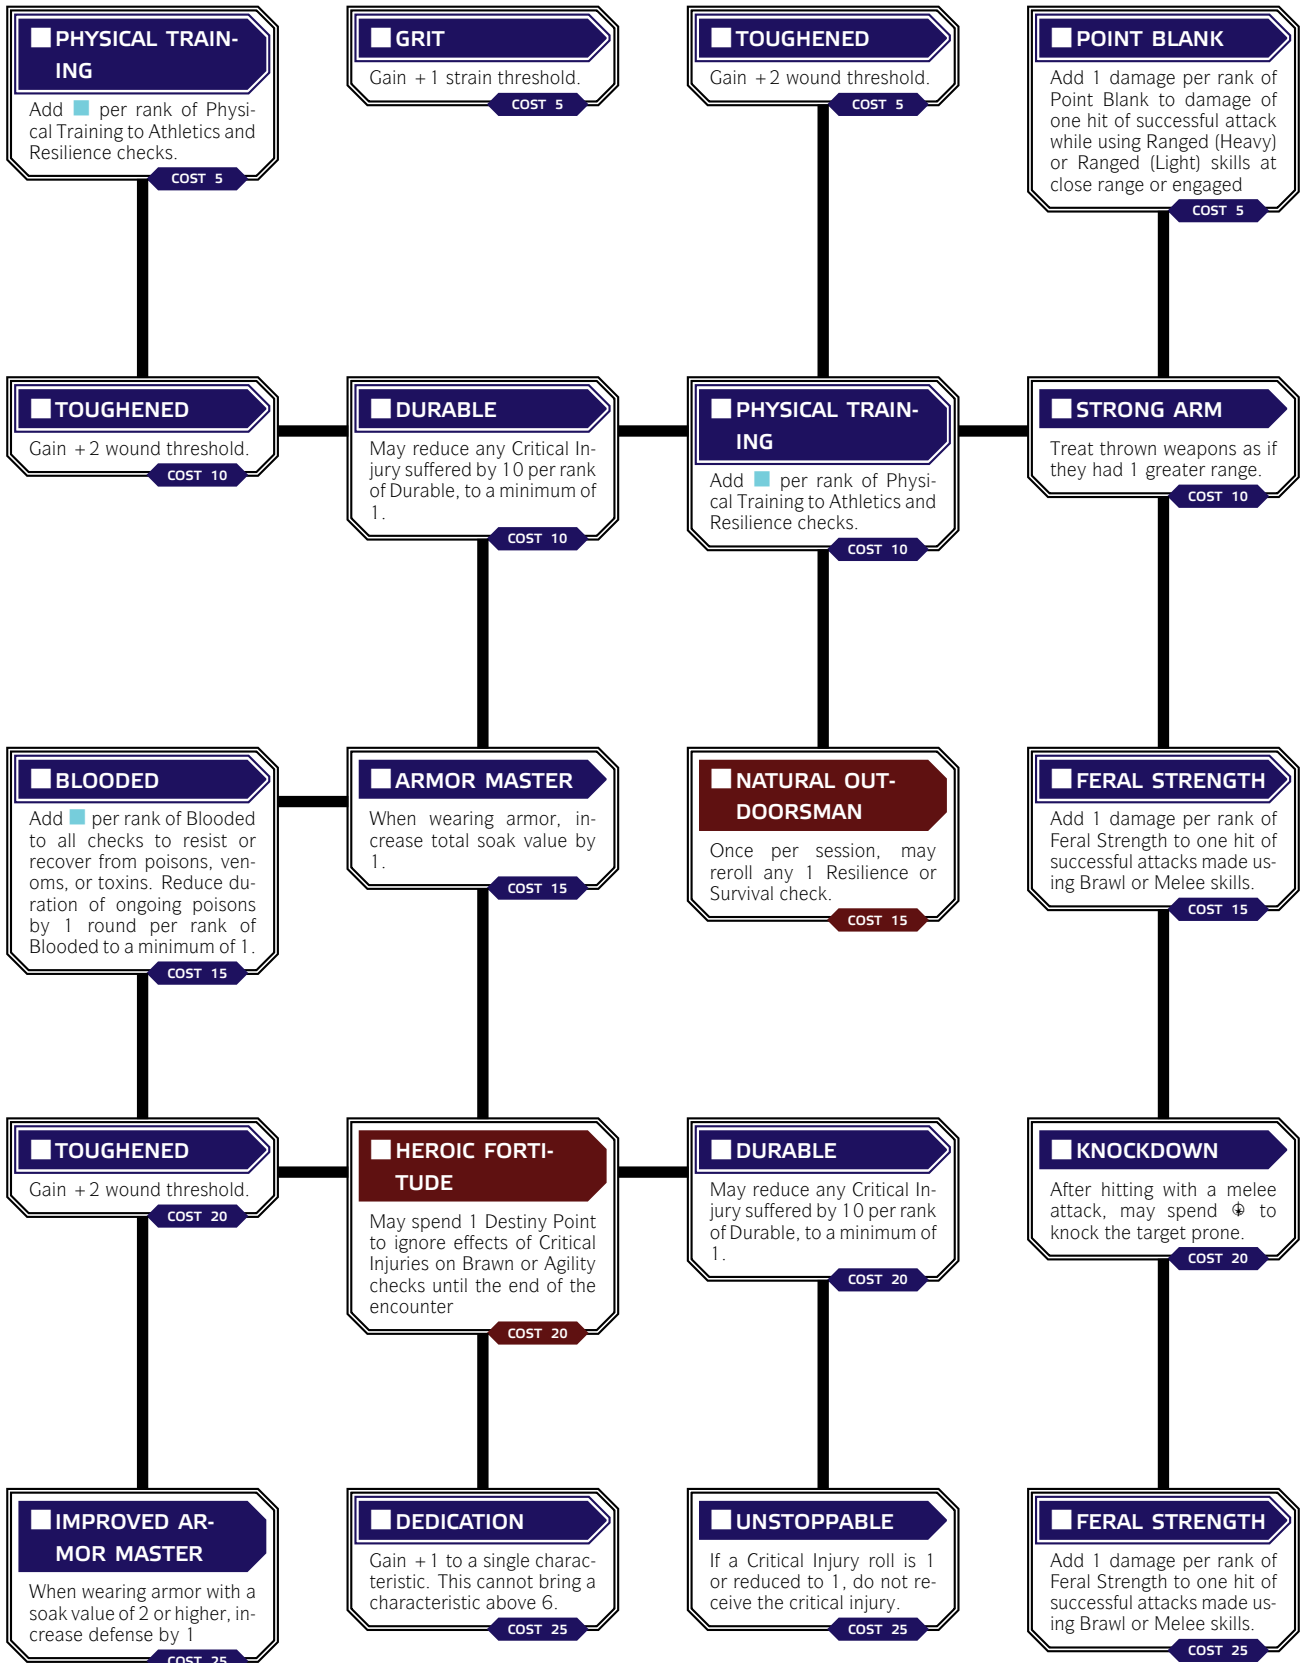 PHYSICAL TRAIN-
ING
Add per rank of Physi-
cal Training to Athletics and
Resilience checks.
COST 5
GRIT
Gain +1 strain threshold.
COST 5
TOUGHENED
Gain +2 wound threshold.
COST 5
POINT BLANK
Add 1 damage per rank of
Point Blank to damage of
one hit of successful attack
while using Ranged (Heavy)
or Ranged (Light) skills at
close range or engaged
COST 5
TOUGHENED
Gain +2 wound threshold.
COST 10
DURABLE
May reduce any Critical In-
jury suffered by 10 per rank
of Durable, to a minimum of
1.
COST 10
PHYSICAL TRAIN-
ING
Add per rank of Physi-
cal Training to Athletics and
Resilience checks.
COST 10
STRONG ARM
Treat thrown weapons as if
they had 1 greater range.
COST 10
BLOODED
Add per rank of Blooded
to all checks to resist or
recover from poisons, ven-
oms, or toxins. Reduce du-
ration of ongoing poisons
by 1 round per rank of
Blooded to a minimum of 1.
COST 15
ARMOR MASTER
When wearing armor, in-
crease total soak value by
1.
COST 15
NATURAL OUT-
DOORSMAN
Once per session, may
reroll any 1 Resilience or
Survival check.
COST 15
FERAL STRENGTH
Add 1 damage per rank of
Feral Strength to one hit of
successful attacks made us-
ing Brawl or Melee skills.
COST 15
TOUGHENED
Gain +2 wound threshold.
COST 20
HEROIC FORTI-
TUDE
May spend 1 Destiny Point
to ignore effects of Critical
Injuries on Brawn or Agility
checks until the end of the
encounter
COST 20
DURABLE
May reduce any Critical In-
jury suffered by 10 per rank
of Durable, to a minimum of
1.
COST 20
KNOCKDOWN
After hitting with a melee
attack, may spend to
knock the target prone.
COST 20
IMPROVED AR-
MOR MASTER
When wearing armor with a
soak value of 2 or higher, in-
crease defense by 1
COST 25
DEDICATION
Gain +1 to a single charac-
teristic. This cannot bring a
characteristic above 6.
COST 25
UNSTOPPABLE
If a Critical Injury roll is 1
or reduced to 1, do not re-
ceive the critical injury.
COST 25
FERAL STRENGTH
Add 1 damage per rank of
Feral Strength to one hit of
successful attacks made us-
ing Brawl or Melee skills.
COST 25